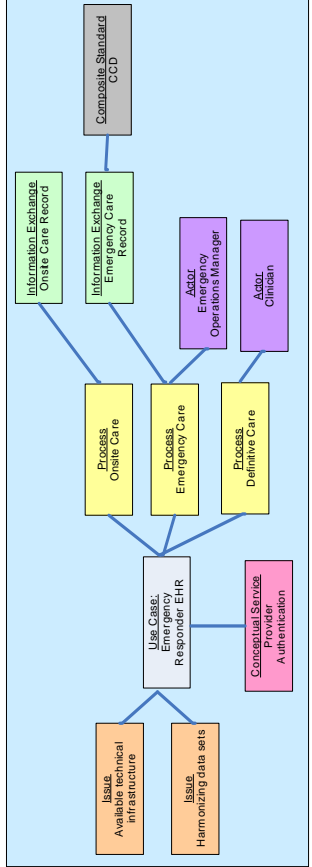 Issue
Available technical
infrastructure
Issue
Harmonizing data sets
Use Case:
Emergency
Responder EHR
Conceptual Service
Provider
Authentication
Process
Onsite Care
Process
Emergency Care
Process
Definitive Care
Information Exchange
Onsite Care Record
Information Exchange
Emergency Care
Record
Actor
Emergency
Operations Manager
Actor
Clinician
Composite Standard
CCD